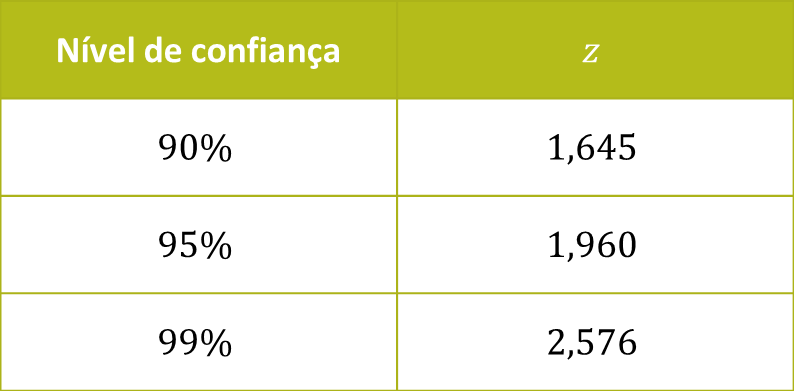 Nível de confiança z
90% 1,645
95% 1,960
99% 2,576